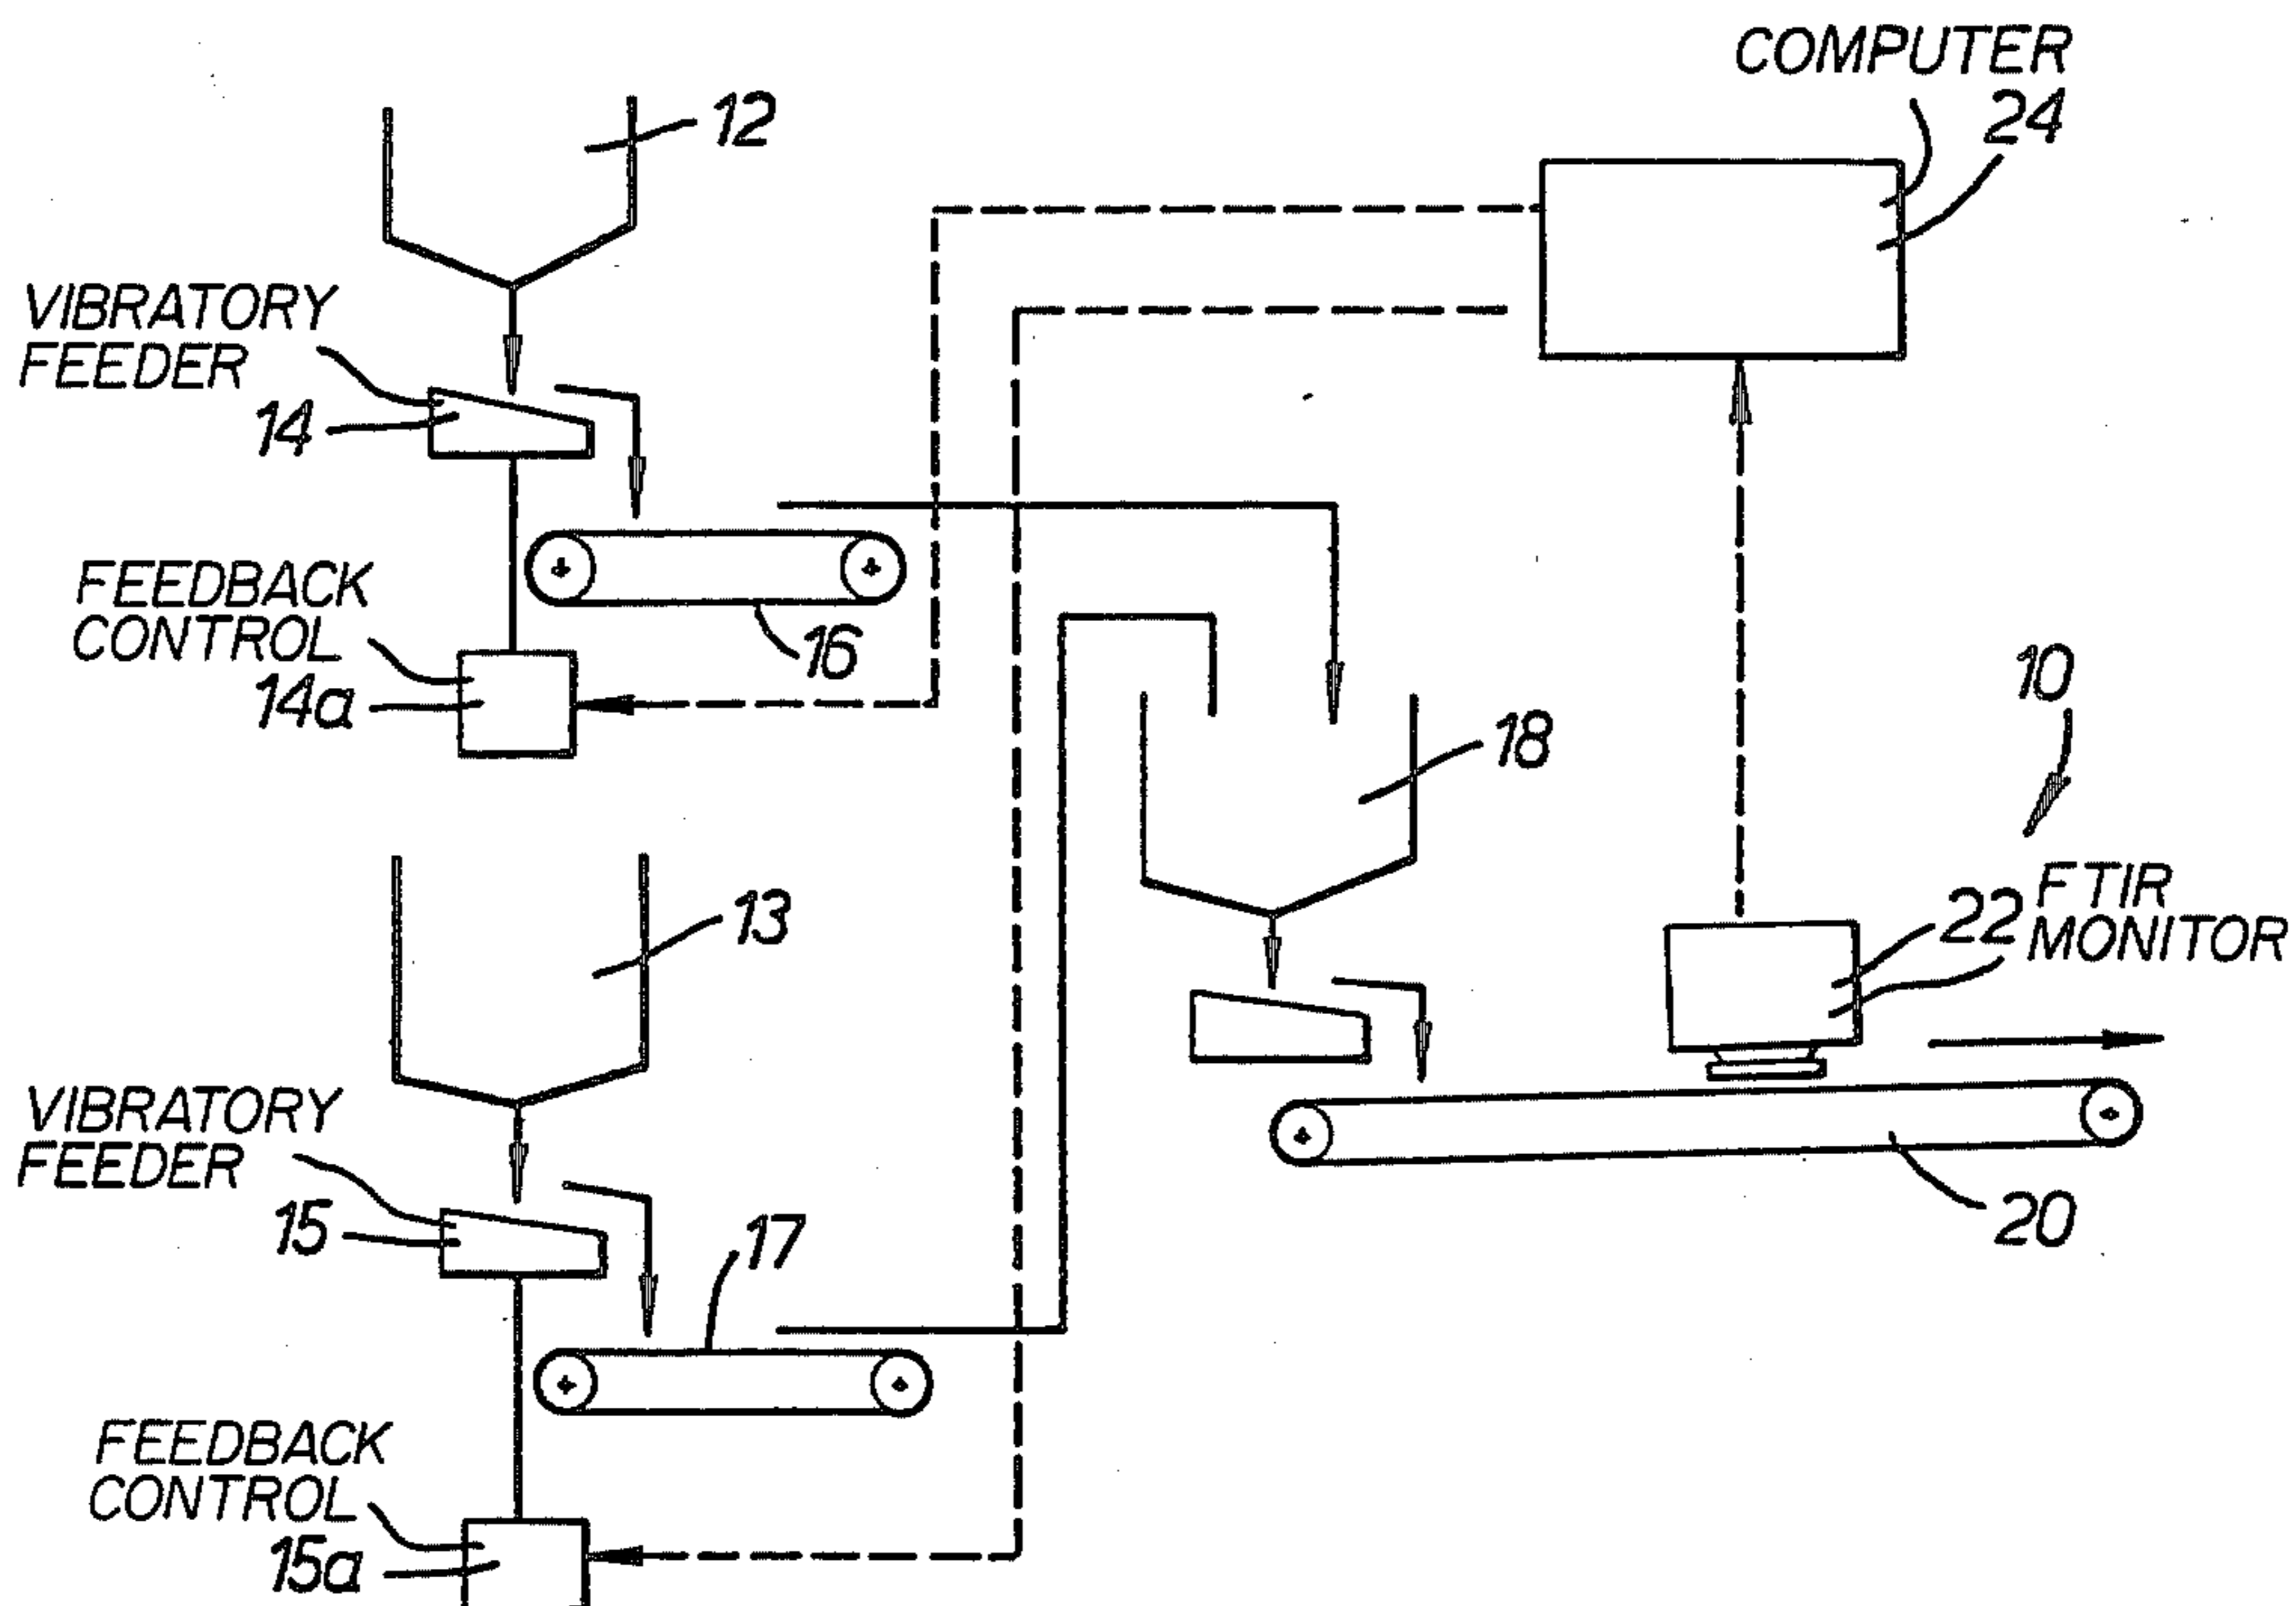 COMPUTER
24
12
VIBRATORY
FEEDER
14
FEEDBACK
CONTROL
14a
16
10
18
13
22
FTIR
MONITOR
VIBRATORY
FEEDER
15
17
20
FEEDBACK
CONTROL
15a